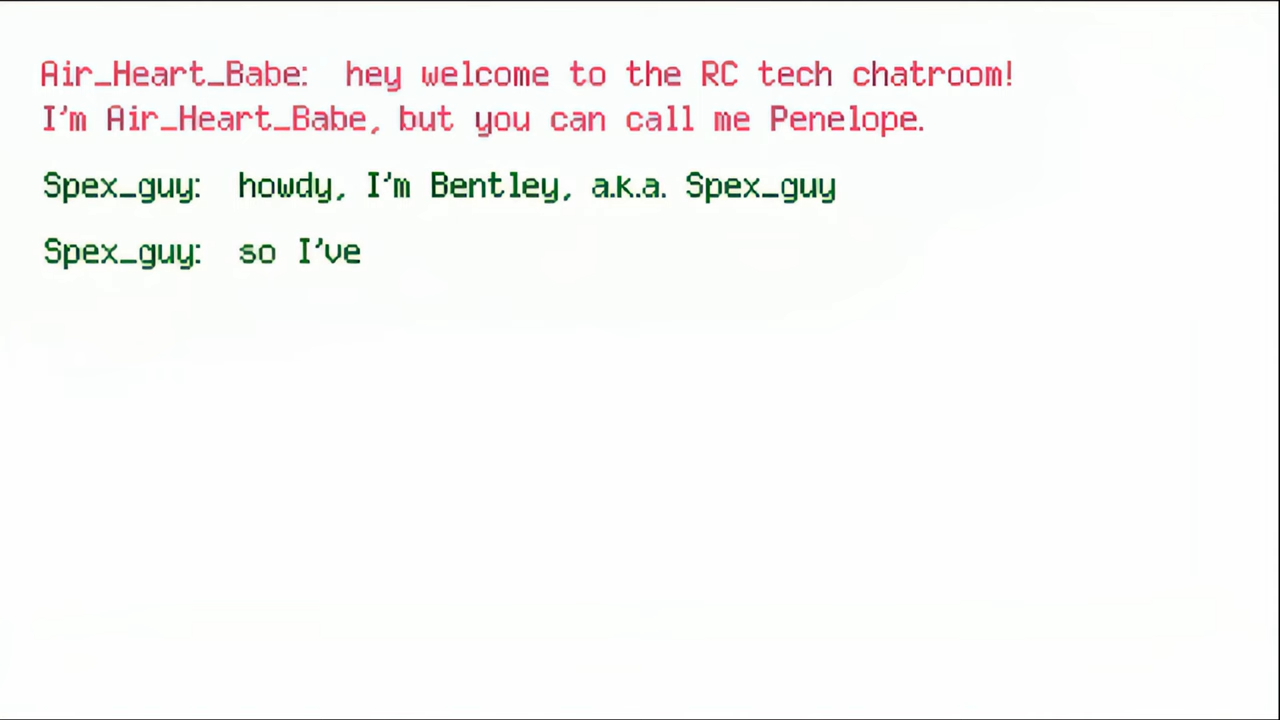 Air_Heart_Babe: hey welcome to the RC tech chatroom!
I'm Air_Heart_Babe, but you can call me Penelope.
Spex_guy: howdy, I'm Bentley, a.k.a. Spex_guy
Spex_guy: so I've